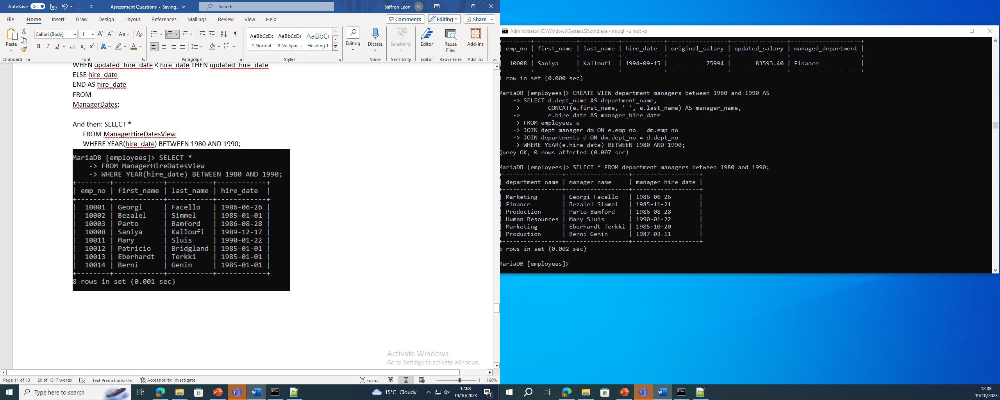 AutoSave On Assessment Questions • Saving... Search Saffron Leon SL
File Home Insert Draw Design Layout References Mailings Review View Help Comments Editing Share
Calibri (Body) 11 A A Aa A AaBbCcDc AaBbCcDc AaBbC
Paste B I U ab x₂ x² A A ¶ Normal ¶ No Spac... Heading 1 Editing Dictate Sensitivity Editor Reuse Files Add-ins
Clipboard Font Paragraph Styles Voice Sensitivity Editor Reuse Files Add-ins
WHEN updated_hire_date < hire_date THEN updated_hire_date
ELSE hire_date
END AS hire_date
FROM
ManagerDates;
And then: SELECT *
FROM ManagerHireDatesView
WHERE YEAR(hire_date) BETWEEN 1980 AND 1990;
MariaDB [employees]> SELECT *
-> FROM ManagerHireDatesView
-> WHERE YEAR(hire_date) BETWEEN 1980 AND 1990;
+--------+------------+-----------+------------+
| emp_no | first_name | last_name | hire_date |
+--------+------------+-----------+------------+
| 10001 | Georgi | Facello | 1986-06-26 |
| 10002 | Bezalel | Simmel | 1985-01-01 |
| 10003 | Parto | Bamford | 1986-08-28 |
| 10008 | Saniya | Kalloufi | 1989-12-17 |
| 10011 | Mary | Sluis | 1990-01-22 |
| 10012 | Patricio | Bridgland | 1985-01-01 |
| 10013 | Eberhardt | Terkki | 1985-01-01 |
| 10014 | Berni | Genin | 1985-01-01 |
+--------+------------+-----------+------------+
8 rows in set (0.001 sec)
Activate Windows
Go to Settings to activate Windows.
Page 11 of 13 20 of 1517 words Text Predictions: On Accessibility: Investigate Focus 160%
Type here to search 15°C Cloudy 12:08
19/10/2023 1
Administrator: C:\Windows\System32\cmd.exe - mysql -u root -p
+--------+------------+-----------+------------+-----------------+----------------+--------------------+
| emp_no | first_name | last_name | hire_date | original_salary | updated_salary | managed_department |
+--------+------------+-----------+------------+-----------------+----------------+--------------------+
| 10008 | Saniya | Kalloufi | 1994-09-15 | 75994 | 83593.40 | Finance |
+--------+------------+-----------+------------+-----------------+----------------+--------------------+
1 row in set (0.000 sec)
MariaDB [employees]> CREATE VIEW department_managers_between_1980_and_1990 AS
-> SELECT d.dept_name AS department_name,
-> CONCAT(e.first_name, ' ', e.last_name) AS manager_name,
-> e.hire_date AS manager_hire_date
-> FROM employees e
-> JOIN dept_manager dm ON e.emp_no = dm.emp_no
-> JOIN departments d ON dm.dept_no = d.dept_no
-> WHERE YEAR(e.hire_date) BETWEEN 1980 AND 1990;
Query OK, 0 rows affected (0.007 sec)
MariaDB [employees]> SELECT * FROM department_managers_between_1980_and_1990;
+-----------------+------------------+-------------------+
| department_name | manager_name | manager_hire_date |
+-----------------+------------------+-------------------+
| Marketing | Georgi Facello | 1986-06-26 |
| Finance | Bezalel Simmel | 1985-11-21 |
| Production | Parto Bamford | 1986-08-28 |
| Human Resources | Mary Sluis | 1990-01-22 |
| Marketing | Eberhardt Terkki | 1985-10-20 |
| Production | Berni Genin | 1987-03-11 |
+-----------------+------------------+-------------------+
6 rows in set (0.002 sec)
MariaDB [employees]>
12:08
19/10/2023